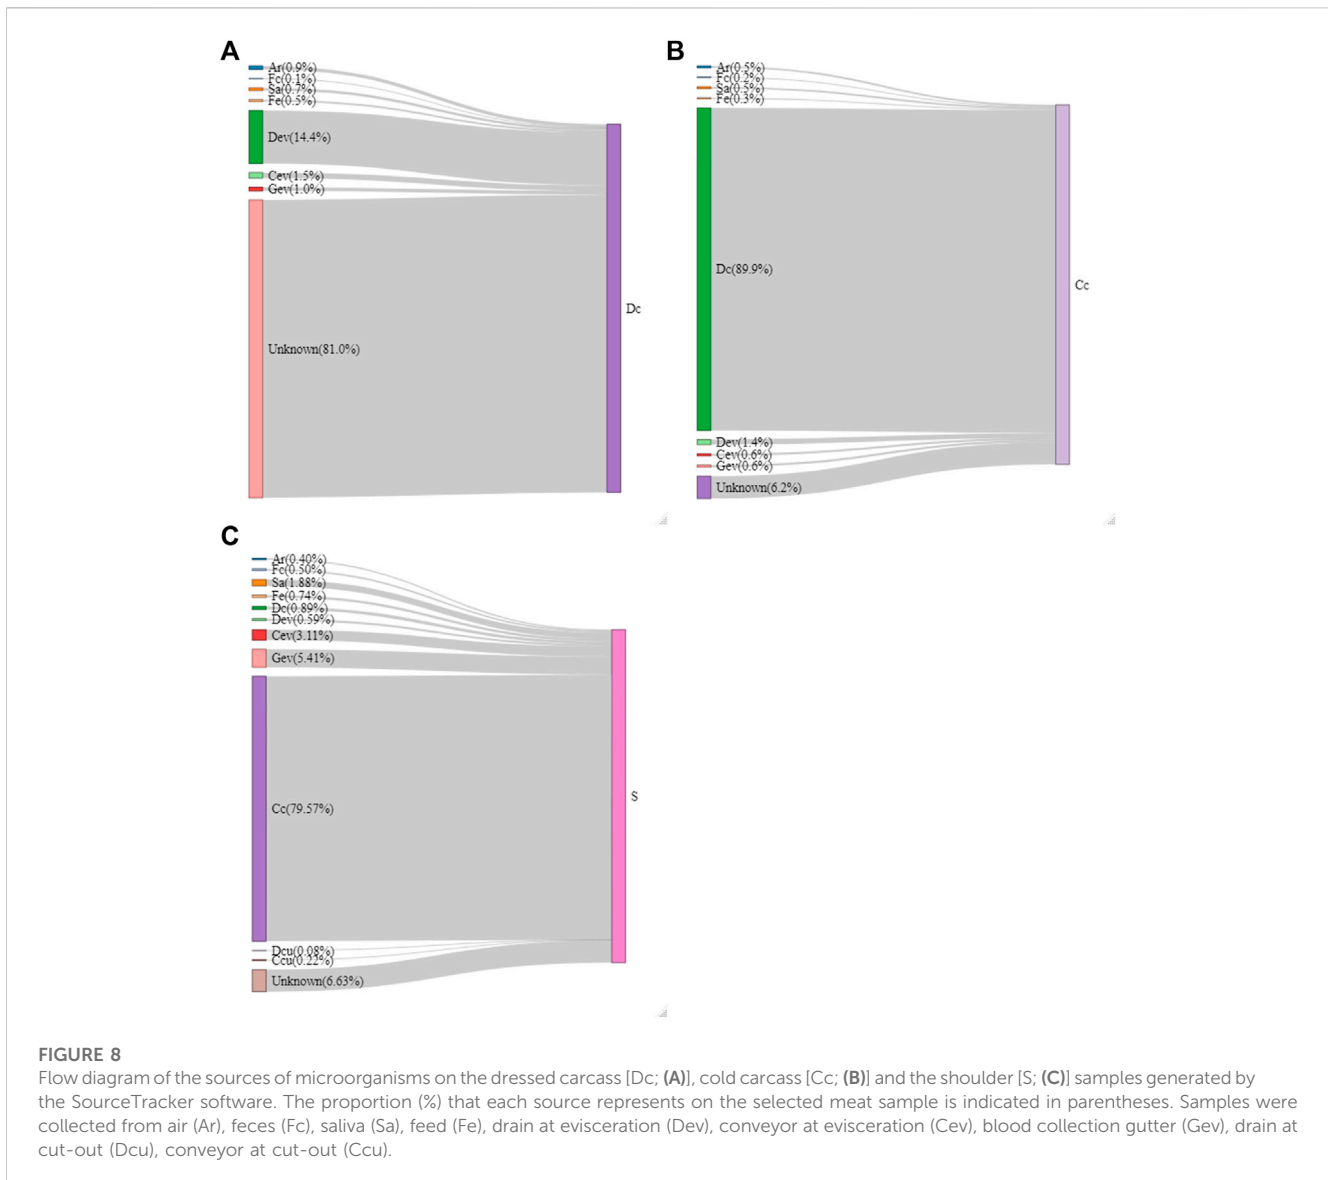 A
Ar(0.9%)
Fc(0.1%)
Sa(0.7%)
Fe(0.5%)
Dev(14.4%)
Cev(1.5%)
Gev(1.0%)
Unknown(81.0%)
Dc
B
Ar(0.5%)
Fc(0.2%)
Sa(0.5%)
Fe(0.3%)
Dc(89.9%)
Dev(1.4%)
Cev(0.6%)
Gev(0.6%)
Unknown(6.2%)
Cc
C
Ar(0.40%)
Fc(0.50%)
Sa(1.88%)
Fe(0.74%)
Dc(0.89%)
Dev(0.59%)
Cev(3.11%)
Gev(5.41%)
Cc(79.57%)
Dcu(0.08%)
Ccu(0.22%)
Unknown(6.63%)
S
FIGURE 8
Flow diagram of the sources of microorganisms on the dressed carcass [Dc; (A)], cold carcass [Cc; (B)] and the shoulder [S; (C)] samples generated by
the SourceTracker software. The proportion (%) that each source represents on the selected meat sample is indicated in parentheses. Samples were
collected from air (Ar), feces (Fc), saliva (Sa), feed (Fe), drain at evisceration (Dev), conveyor at evisceration (Cev), blood collection gutter (Gev), drain at
cut-out (Dcu), conveyor at cut-out (Ccu).